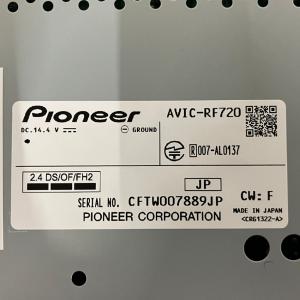 Pioneer
AVIC-RF720
DC.14.4 V
GROUND
R 007-AL0137
2.4 DS/OF/FH2
JP
SERIAL NO. CFTW007889JP
CW: F
PIONEER CORPORATION
MADE IN JAPAN
<CRG1322-A>